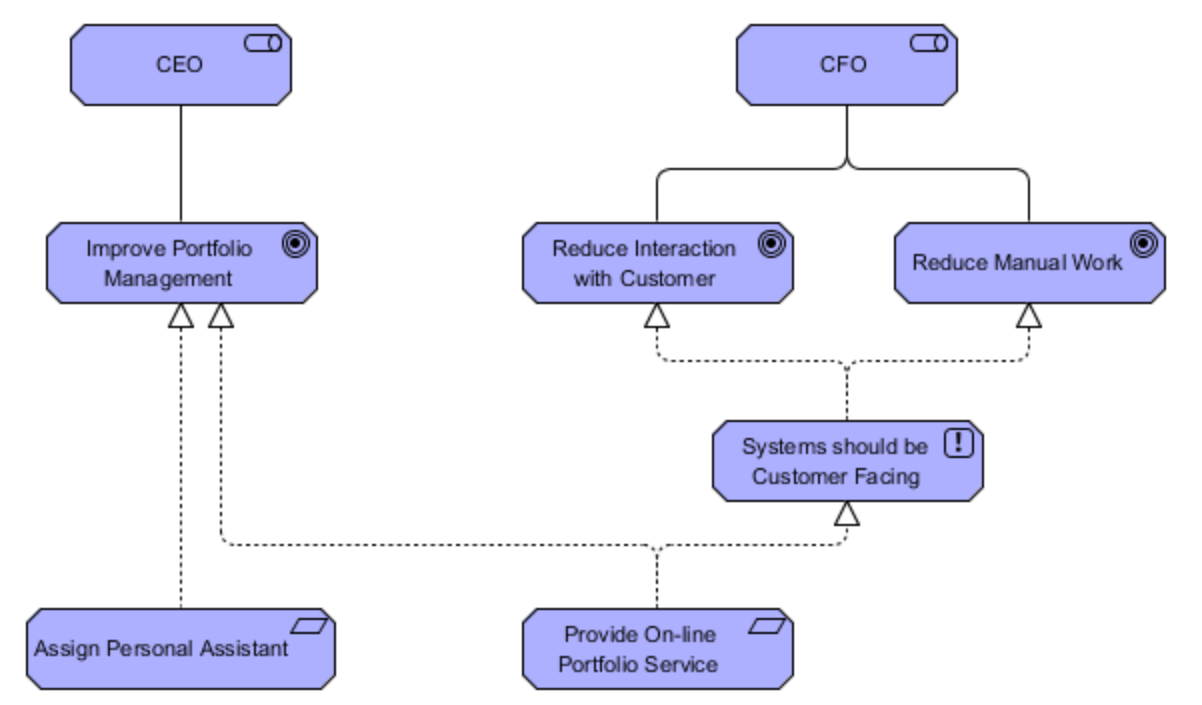 CEO
CFO
Improve Portfolio
Management
Reduce Interaction
with Customer
Reduce Manual Work
Systems should be
Customer Facing
!
Assign Personal Assistant
Provide On-line
Portfolio Service